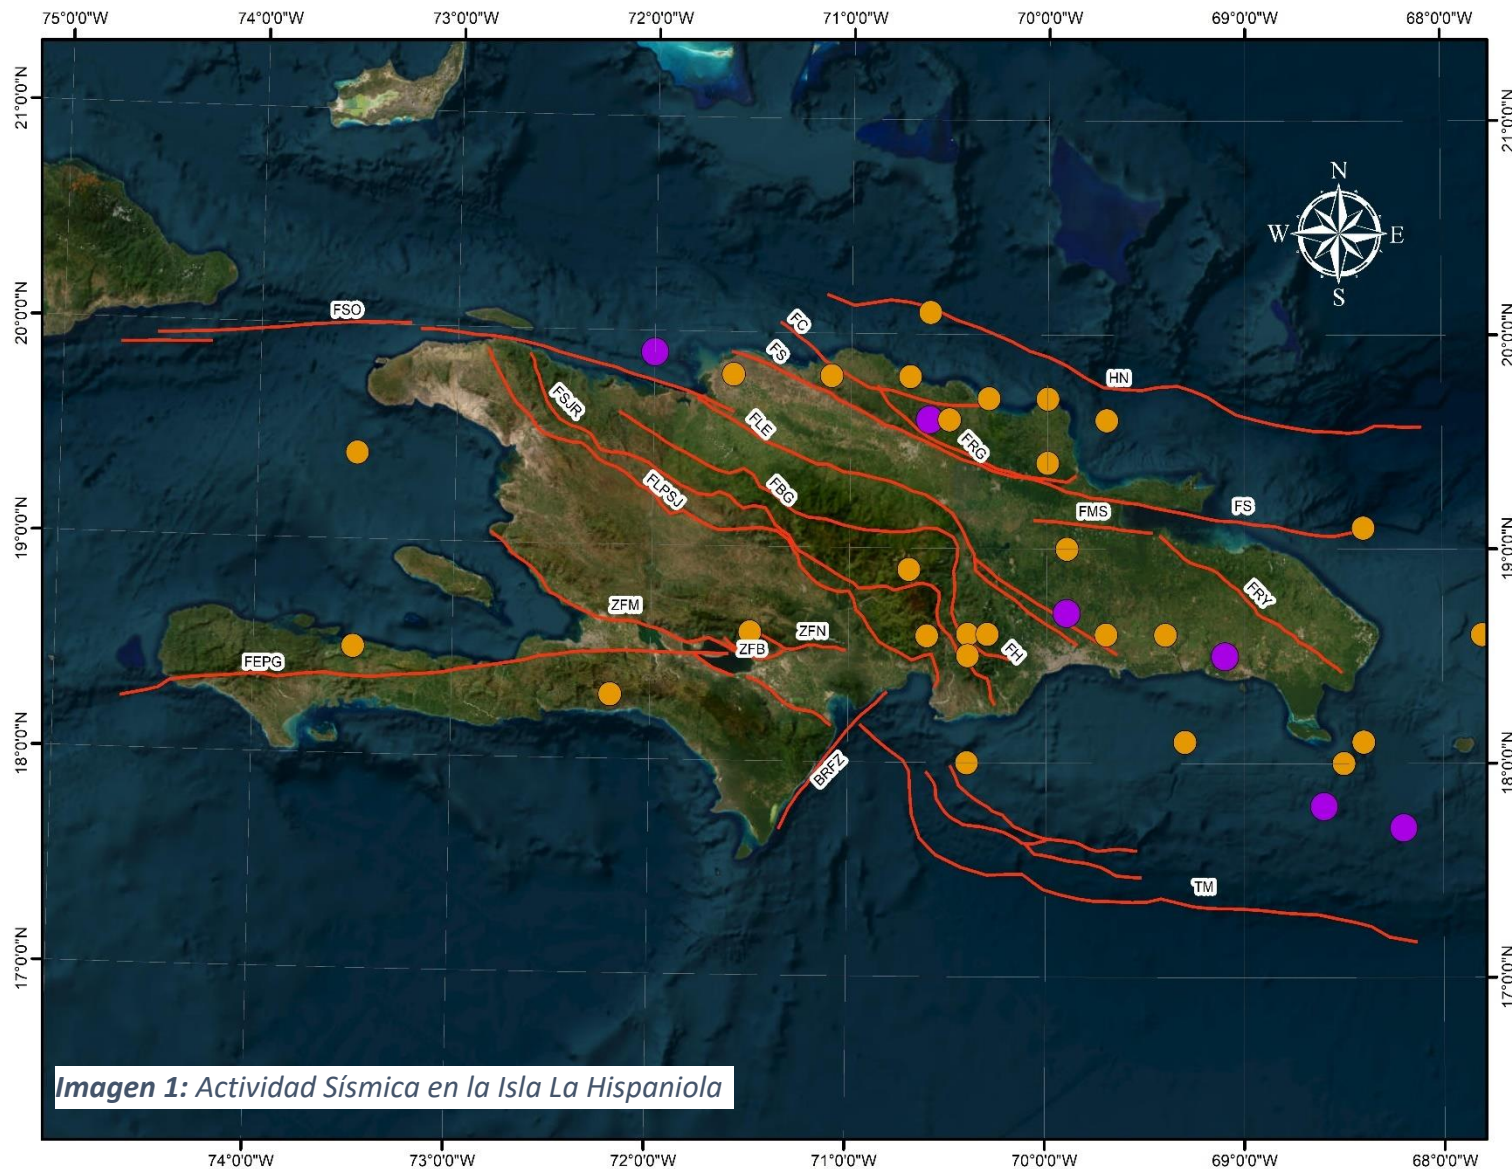 75°0'0"W 74°0'0"W 73°0'0"W 72°0'0"W 71°0'0"W 70°0'0"W 69°0'0"W 68°0'0"W
21°0'0"N
21°0'0"N
N
W E
S
20°0'0"N
20°0'0"N
FSO
FC
FS
HN
FSJR
FLE
FRG
FLPSJ
FBG
FMS
FS
19°0'0"N
19°0'0"N
FRY
ZFM
ZFN
ZFB
FH
FEPG
18°0'0"N
18°0'0"N
BRFZ
TM
17°0'0"N
17°0'0"N
Imagen 1: Actividad Sísmica en la Isla La Hispaniola
74°0'0"W 73°0'0"W 72°0'0"W 71°0'0"W 70°0'0"W 69°0'0"W 68°0'0"W